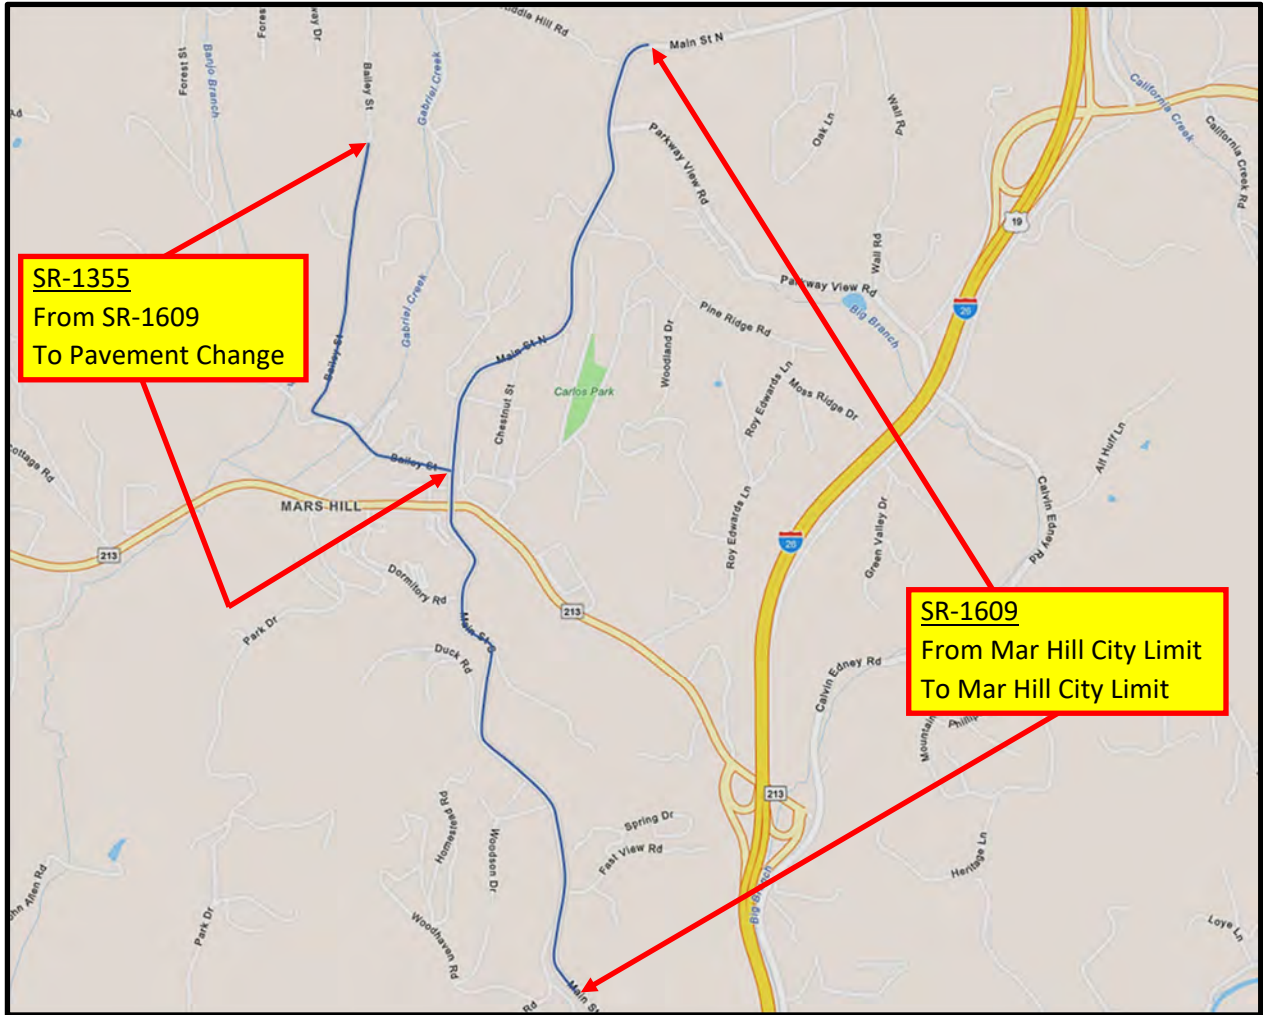 Forest St
Banjo Branch
Bailey St
Gabriel Creek
Hill Rd
Main St N
California Creek
California Creek Rd
Wall Rd
Oak Ln
Parkway View Rd
19
SR-1355
From SR-1609
To Pavement Change
Gabriel Creek
Bailey St
Wall Rd
Parkway View Rd
Big Branch
26
Pine Ridge Rd
Woodland Dr
Main St N
Carlos Park
Chestnut St
Roy Edwards Ln
Moss Ridge Dr
Bailey St
Cottage Rd
All Huff Ln
Calvin Edney Rd
MARS HILL
213
Roy Edwards Ln
Green Valley Dr
26
Dormitory Rd
213
Park Dr
Main St S
Duck Rd
SR-1609
From Mar Hill City Limit
To Mar Hill City Limit
Calvin Edney Rd
Mountain
213
Homestead Rd
Woodson Dr
Spring Dr
East View Rd
Heritage Ln
Allen Rd
Park Dr
Woodhaven Rd
Big Branch
Loye Ln
Main St
Rd